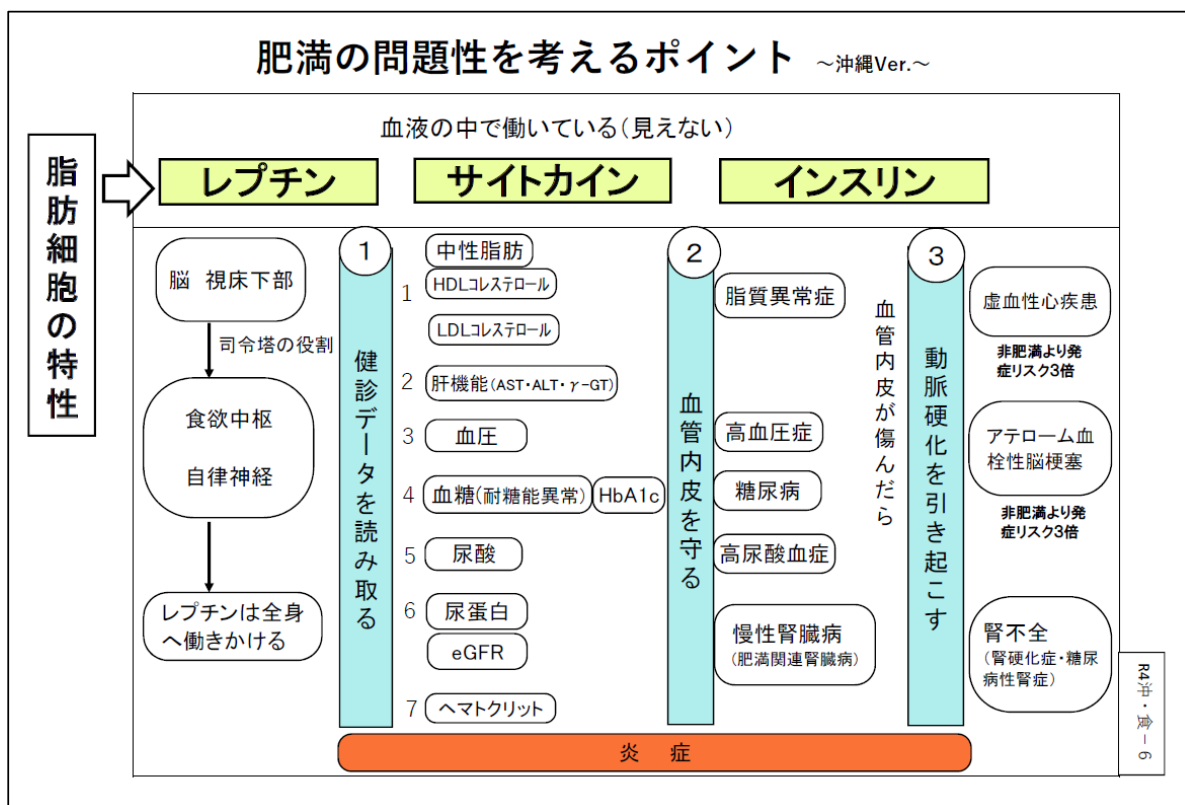 肥満の問題性を考えるポイント ～沖縄Ver.～
脂肪細胞の特性
血液の中で働いている(見えない)
レプチン
サイトカイン
インスリン
脳 視床下部
司令塔の役割
食欲中枢
自律神経
レプチンは全身
へ働きかける
1
健診データを読み取る
1
中性脂肪
HDLコレステロール
LDLコレステロール
2
肝機能(AST・ALT・γ-GT)
3
血圧
4
血糖(耐糖能異常)
HbA1c
5
尿酸
6
尿蛋白
eGFR
7
ヘマトクリット
2
血管内皮を守る
脂質異常症
高血圧症
糖尿病
高尿酸血症
慢性腎臓病
(肥満関連腎臓病)
血管内皮が傷んだら
3
動脈硬化を引き起こす
虚血性心疾患
非肥満より発
症リスク3倍
アテローム血
栓性脳梗塞
非肥満より発
症リスク3倍
腎不全
(腎硬化症・糖尿
病性腎症)
炎 症
R4沖・食－6